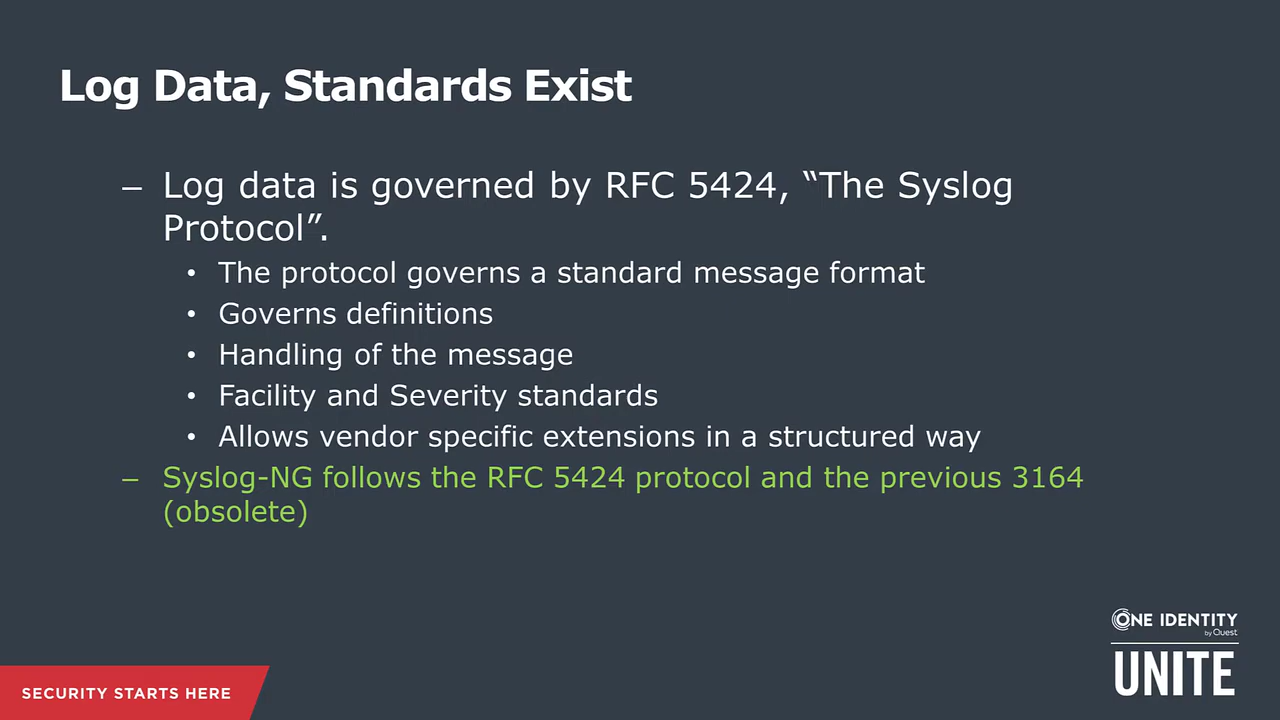 Log Data, Standards Exist
– Log data is governed by RFC 5424, “The Syslog
Protocol”.
• The protocol governs a standard message format
• Governs definitions
• Handling of the message
• Facility and Severity standards
• Allows vendor specific extensions in a structured way
– Syslog-NG follows the RFC 5424 protocol and the previous 3164
(obsolete)
ONE IDENTITY
by Quest
UNITE
SECURITY STARTS HERE